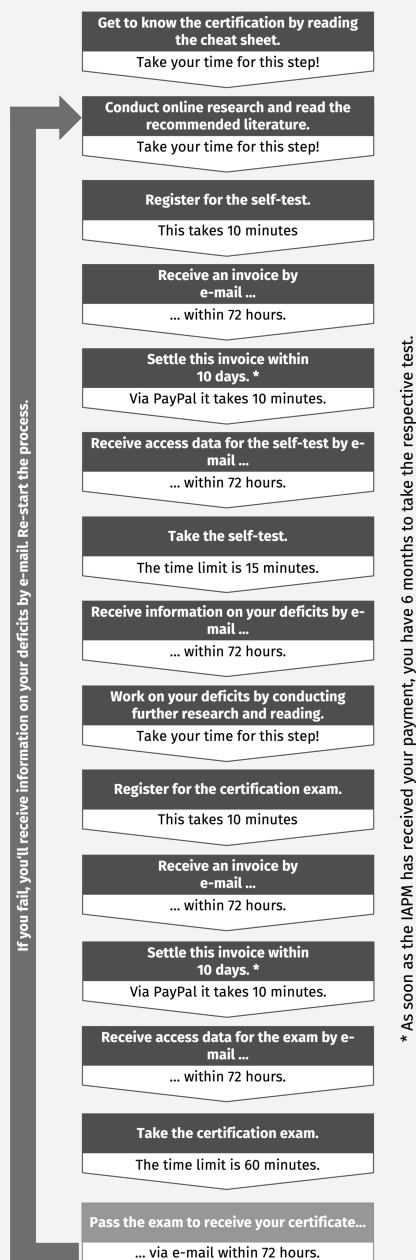 Get to know the certification by reading
the cheat sheet.
Take your time for this step!
Conduct online research and read the
recommended literature.
Take your time for this step!
Register for the self-test.
This takes 10 minutes
Receive an invoice by
e-mail ...
... within 72 hours.
Settle this invoice within
10 days. *
Via PayPal it takes 10 minutes.
Receive access data for the self-test by e-
mail ...
... within 72 hours.
Take the self-test.
The time limit is 15 minutes.
Receive information on your deficits by e-
mail ...
... within 72 hours.
Work on your deficits by conducting
further research and reading.
Take your time for this step!
Register for the certification exam.
This takes 10 minutes
Receive an invoice by
e-mail ...
... within 72 hours.
Settle this invoice within
10 days. *
Via PayPal it takes 10 minutes.
Receive access data for the exam by e-
mail ...
... within 72 hours.
Take the certification exam.
The time limit is 60 minutes.
Pass the exam to receive your certificate...
... via e-mail within 72 hours.
If you fail, you'll receive information on your deficits by e-mail. Re-start the process.
* As soon as the IAPM has received your payment, you have 6 months to take the respective test.